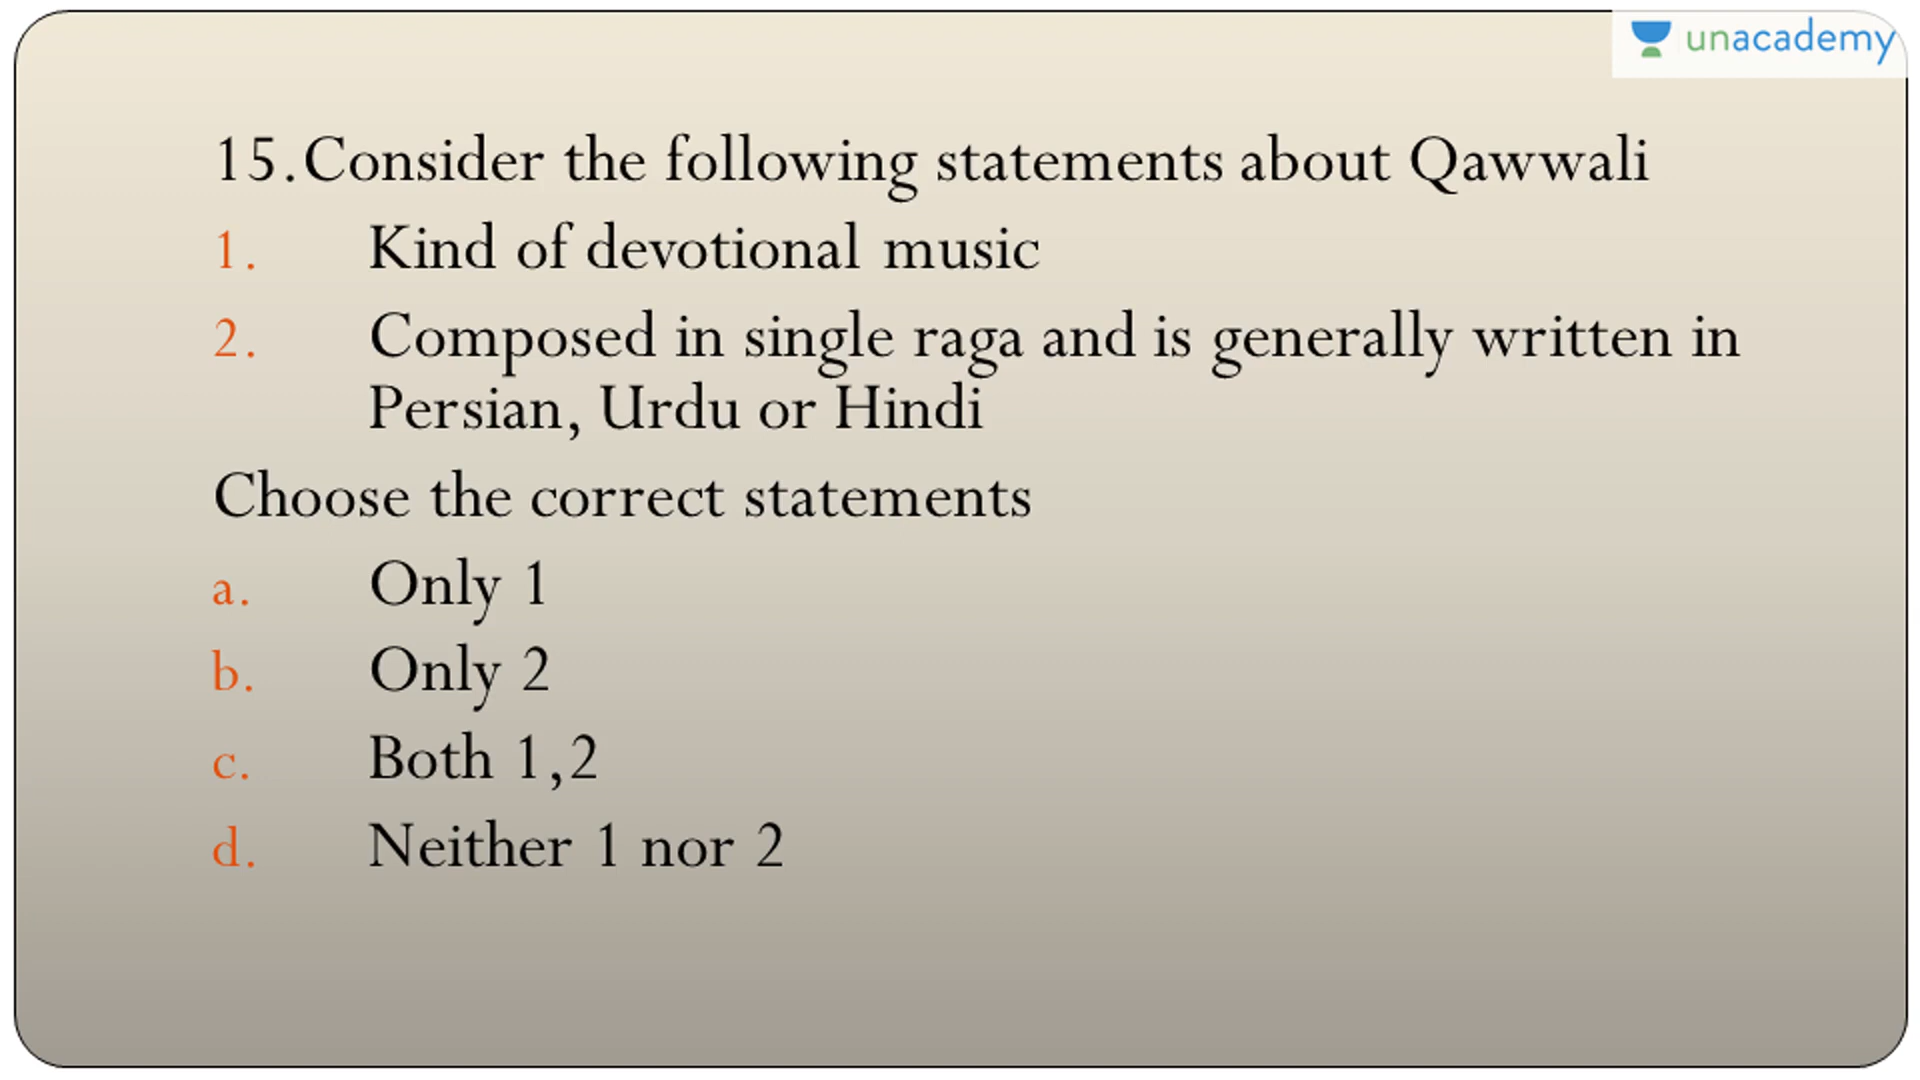 unacademy
15.Consider the following statements about Qawwali
1. Kind of devotional music
2. Composed in single raga and is generally written in
Persian, Urdu or Hindi
Choose the correct statements
a. Only 1
b. Only 2
c. Both 1,2
d. Neither 1 nor 2